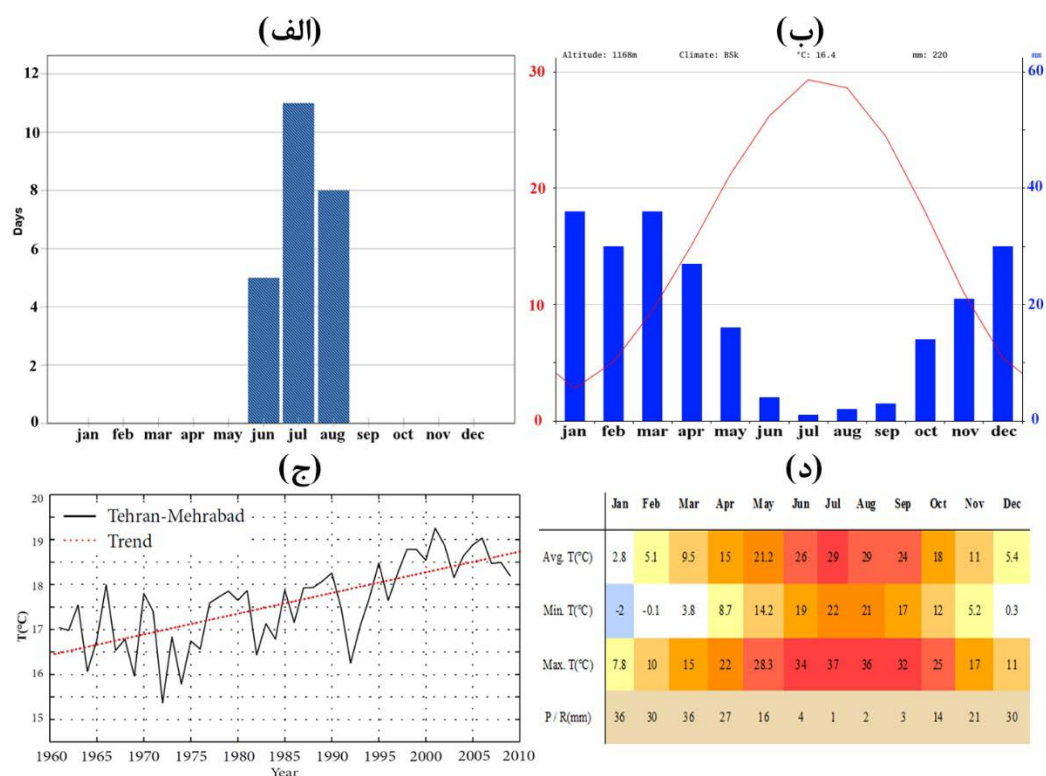 (الف)
12
10
8
6
4
2
0
Days
jan feb mar apr may jun jul aug sep oct nov dec
(ب)
Altitude: 1168m Climate: BSk °C: 16.4 nm: 220
mm
30 60
20 40
10 20
0 0
jan feb mar apr may jun jul aug sep oct nov dec
(ج)
20
19
18
17
16
15
T(°C)
Tehran-Mehrabad
Trend
1960 1965 1970 1975 1980 1985 1990 1995 2000 2005 2010
Year
(د)
Jan Feb Mar Apr May Jun Jul Aug Sep Oct Nov Dec
Avg. T(°C) 2.8 5.1 9.5 15 21.2 26 29 29 24 18 11 5.4
Min. T(°C) -2 -0.1 3.8 8.7 14.2 19 22 21 17 12 5.2 0.3
Max. T(°C) 7.8 10 15 22 28.3 34 37 36 32 25 17 11
P / R(mm) 36 30 36 27 16 4 1 2 3 14 21 30